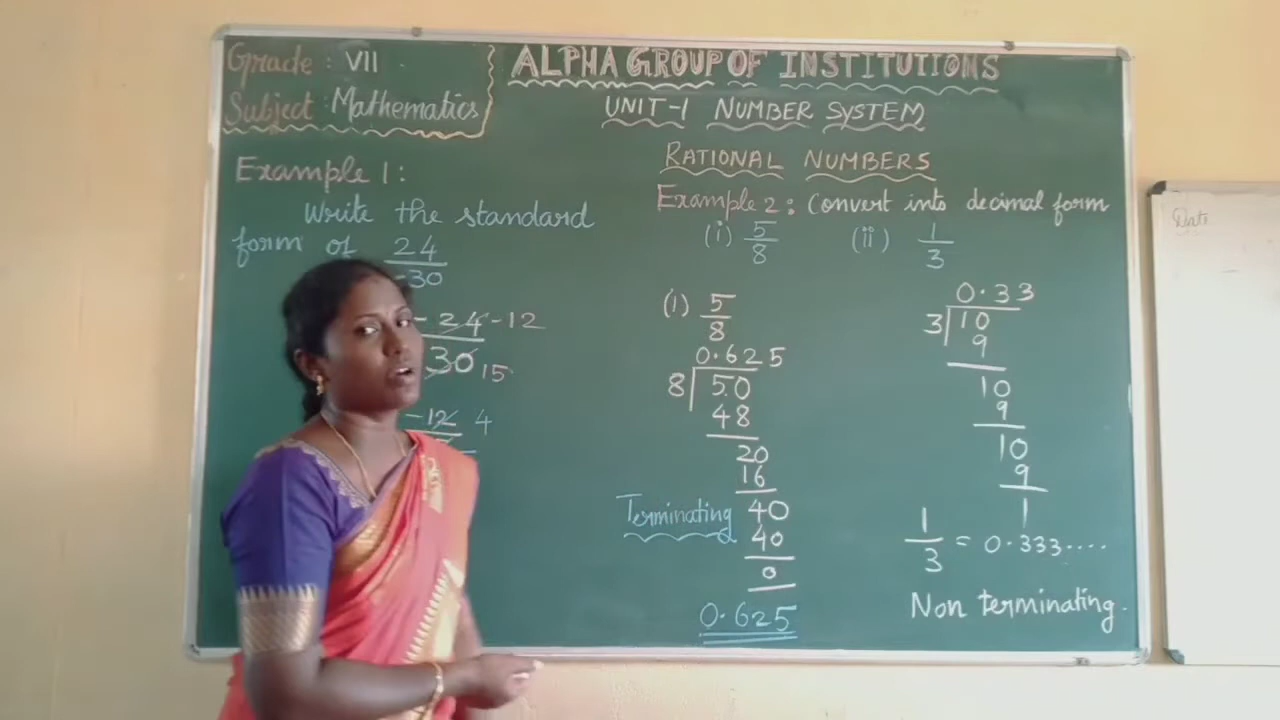 Grade : VII
Subject : Mathematics
ALPHA GROUP OF INSTITUTIONS
UNIT-1 NUMBER SYSTEM
RATIONAL NUMBERS
Example 1 :
Write the standard
form of 24
-30
-24 -12
30 15
-12 4
Example 2 : Convert into decimal form
(i) 5 (ii) 1
8 3
(i) 5
8
0.625
8 5.0
48
20
16
Terminating 40
40
0
0.625
0.33
3 10
9
10
9
10
9
1
1
3 = 0.333....
Non terminating.
Date